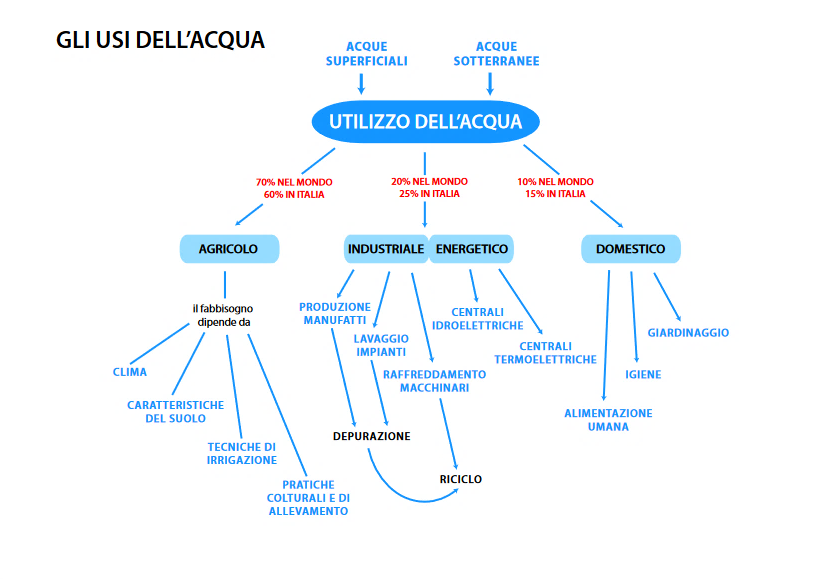 GLI USI DELL'ACQUA
ACQUE
SUPERFICIALI
ACQUE
SOTTERRANEE
UTILIZZO DELL'ACQUA
70% NEL MONDO
60% IN ITALIA
20% NEL MONDO
25% IN ITALIA
10% NEL MONDO
15% IN ITALIA
AGRICOLO
INDUSTRIALE
ENERGETICO
DOMESTICO
il fabbisogno
dipende da
CLIMA
CARATTERISTICHE
DEL SUOLO
TECNICHE DI
IRRIGAZIONE
PRATICHE
COLTURALI E DI
ALLEVAMENTO
PRODUZIONE
MANUFATTI
LAVAGGIO
IMPIANTI
RAFFREDDAMENTO
MACCHINARI
DEPURAZIONE
RICICLO
CENTRALI
IDROELETTRICHE
CENTRALI
TERMOELETTRICHE
ALIMENTAZIONE
UMANA
IGIENE
GIARDINAGGIO